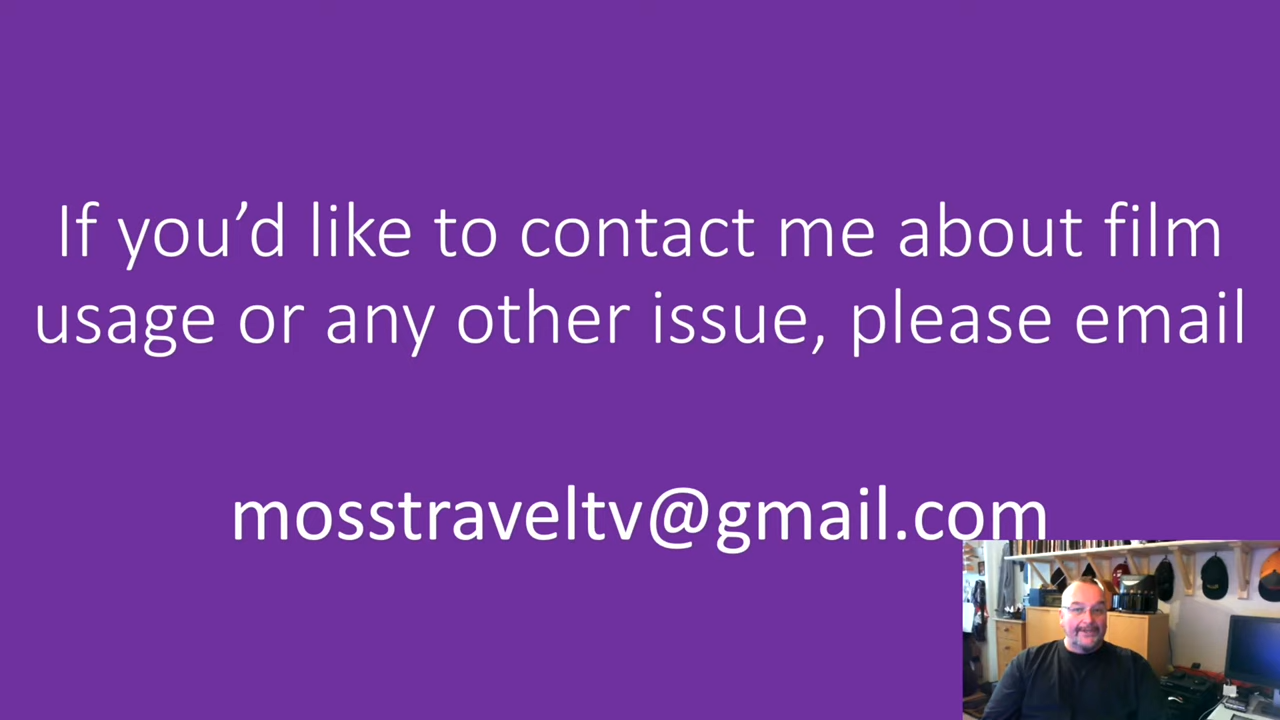 If you’d like to contact me about film
usage or any other issue, please email
mosstraveltv@gmail.com